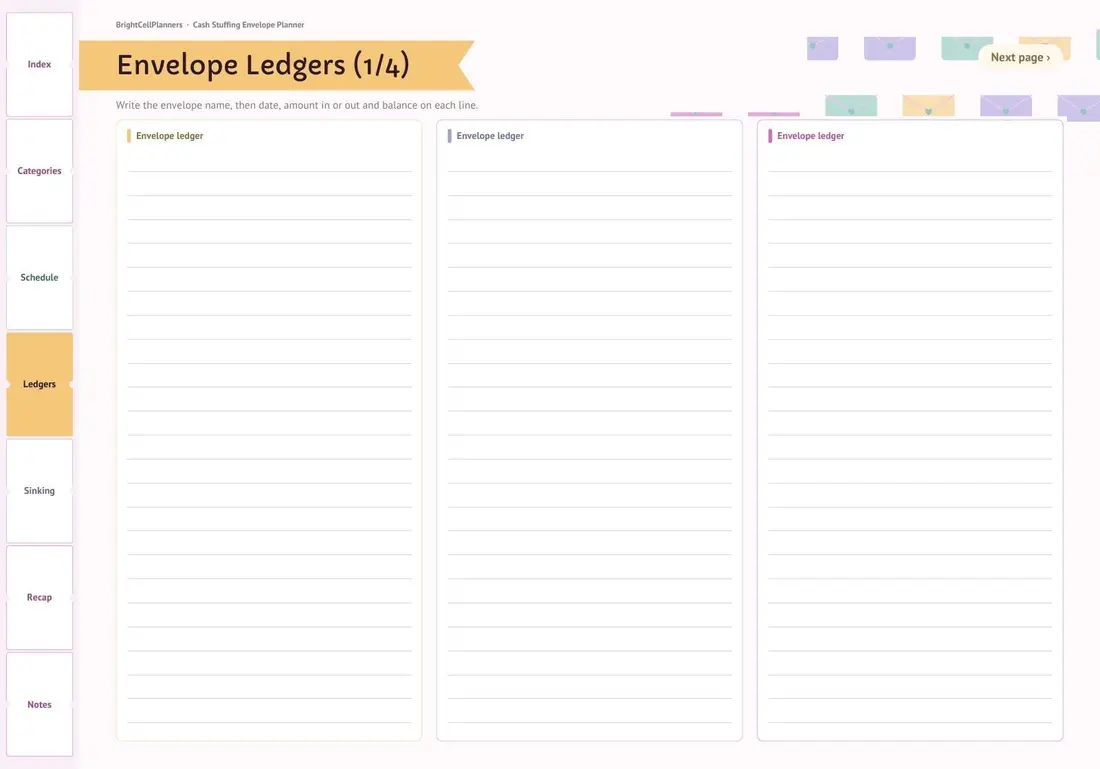 Index
Categories
Schedule
Ledgers
Sinking
Recap
Notes
BrightCellPlanners · Cash Stuffing Envelope Planner
Envelope Ledgers (1/4)
Next page ›
Write the envelope name, then date, amount in or out and balance on each line.
Envelope ledger
Envelope ledger
Envelope ledger